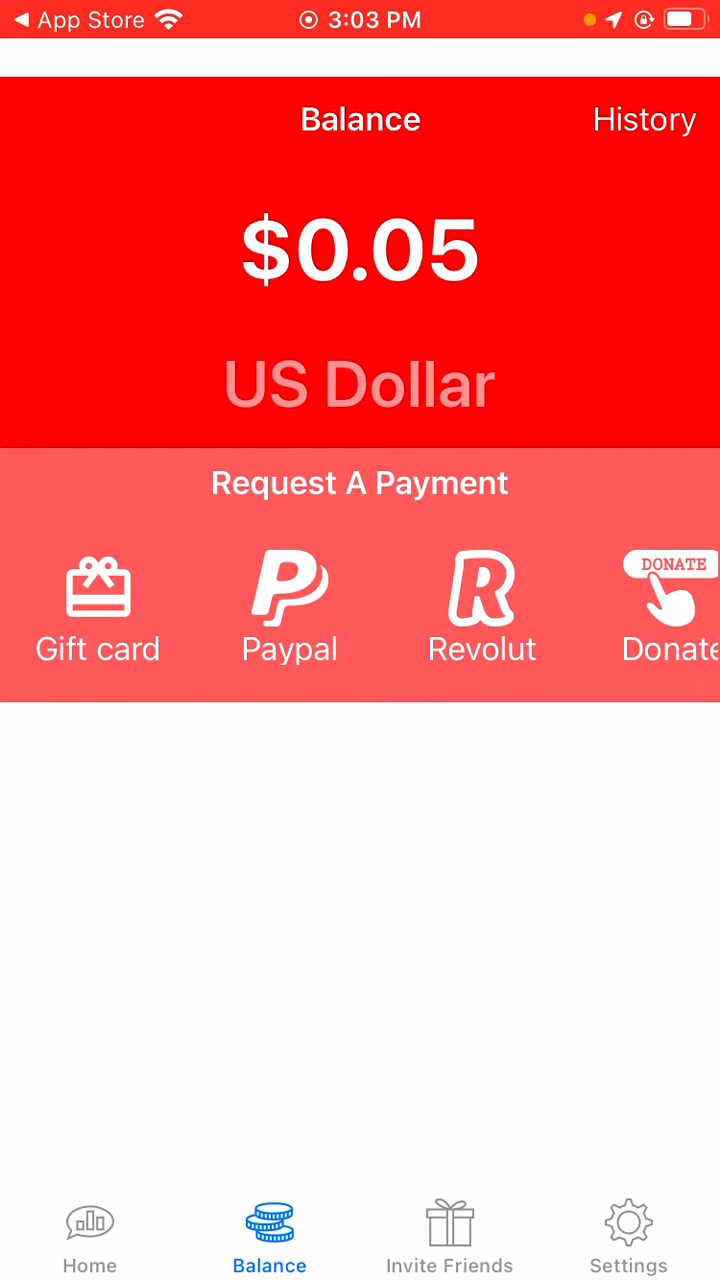 App Store 3:03 PM
Balance History
$0.05
US Dollar
Request A Payment
DONATE
Gift card Paypal Revolut Donate
Home Balance Invite Friends Settings